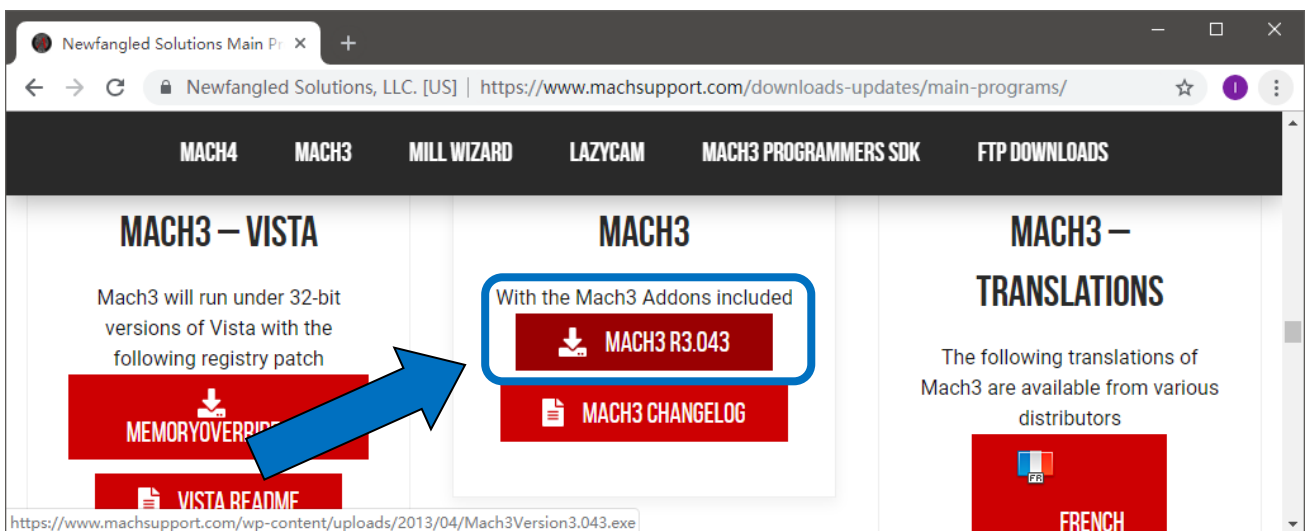 Newfangled Solutions Main Pr
Newfangled Solutions, LLC. [US] | https://www.machsupport.com/downloads-updates/main-programs/
I
MACH4 MACH3 MILL WIZARD LAZYCAM MACH3 PROGRAMMERS SDK FTP DOWNLOADS
MACH3 – VISTA
Mach3 will run under 32-bit
versions of Vista with the
following registry patch
VISTA README
MACH3
With the Mach3 Addons included
MACH3 R3.043
MACH3 CHANGELOG
MACH3 –
TRANSLATIONS
The following translations of
Mach3 are available from various
distributors
FR
FRENCH
https://www.machsupport.com/wp-content/uploads/2013/04/Mach3Version3.043.exe